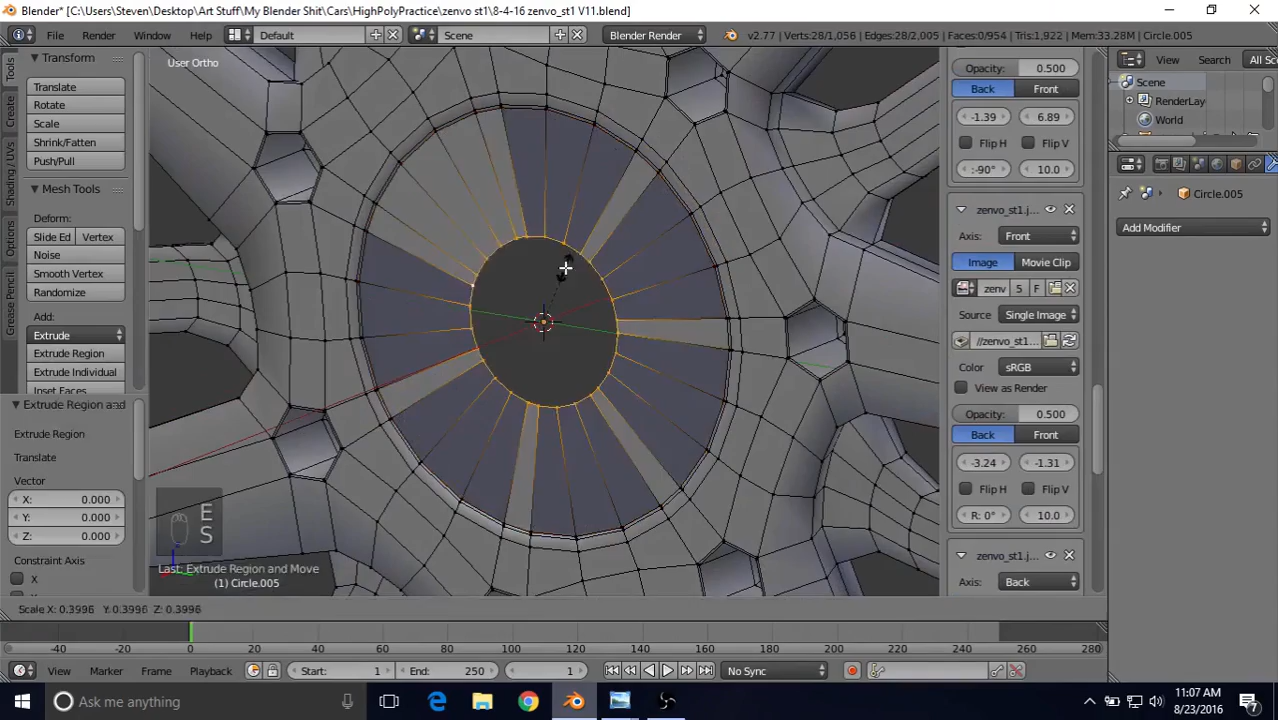 Blender* [C:\Users\Steven\Desktop\Art Stuff\My Blender Shit\Cars\HighPolyPractice\zenvo st1\8-4-16 zenvo_st1 V11.blend]
File Render Window Help Default Scene Blender Render v2.77 | Verts:28/1,056 | Edges:28/2,005 | Faces:0/954 | Tris:1,922 | Mem:33.28M | Circle.005
Tools
Create
Shading / UVs
Options
Grease Pencil
Transform
Translate
Rotate
Scale
Shrink/Fatten
Push/Pull
Mesh Tools
Deform:
Slide Ed Vertex
Noise
Smooth Vertex
Randomize
Add:
Extrude
Extrude Region
Extrude Individual
Inset Faces
Extrude Region and
Extrude Region
Translate
Vector
X: 0.000
Y: 0.000
Z: 0.000
Constraint Axis
X
User Ortho
E
S
Last: Extrude Region and Move
(1) Circle.005
Scale X: 0.3996 Y: 0.3996 Z: 0.3996
Opacity: 0.500
Back Front
-1.39 6.89
Flip H Flip V
:-90° 10.0
zenvo_st1.j...
Axis: Front
Image Movie Clip
zenv 5 F
Source: Single Image
//zenvo_st1...
Color sRGB
View as Render
Opacity: 0.500
Back Front
-3.24 -1.31
Flip H Flip V
R: 0° 10.0
zenvo_st1.j...
Axis: Back
View Search All Sc
Scene
RenderLay
World
Circle.005
Add Modifier
-40 -20 0 20 40 60 80 100 120 140 160 180 200 220 240 260 280
View Marker Frame Playback Start: 1 End: 250 1 No Sync
Ask me anything
11:07 AM
8/23/2016
7